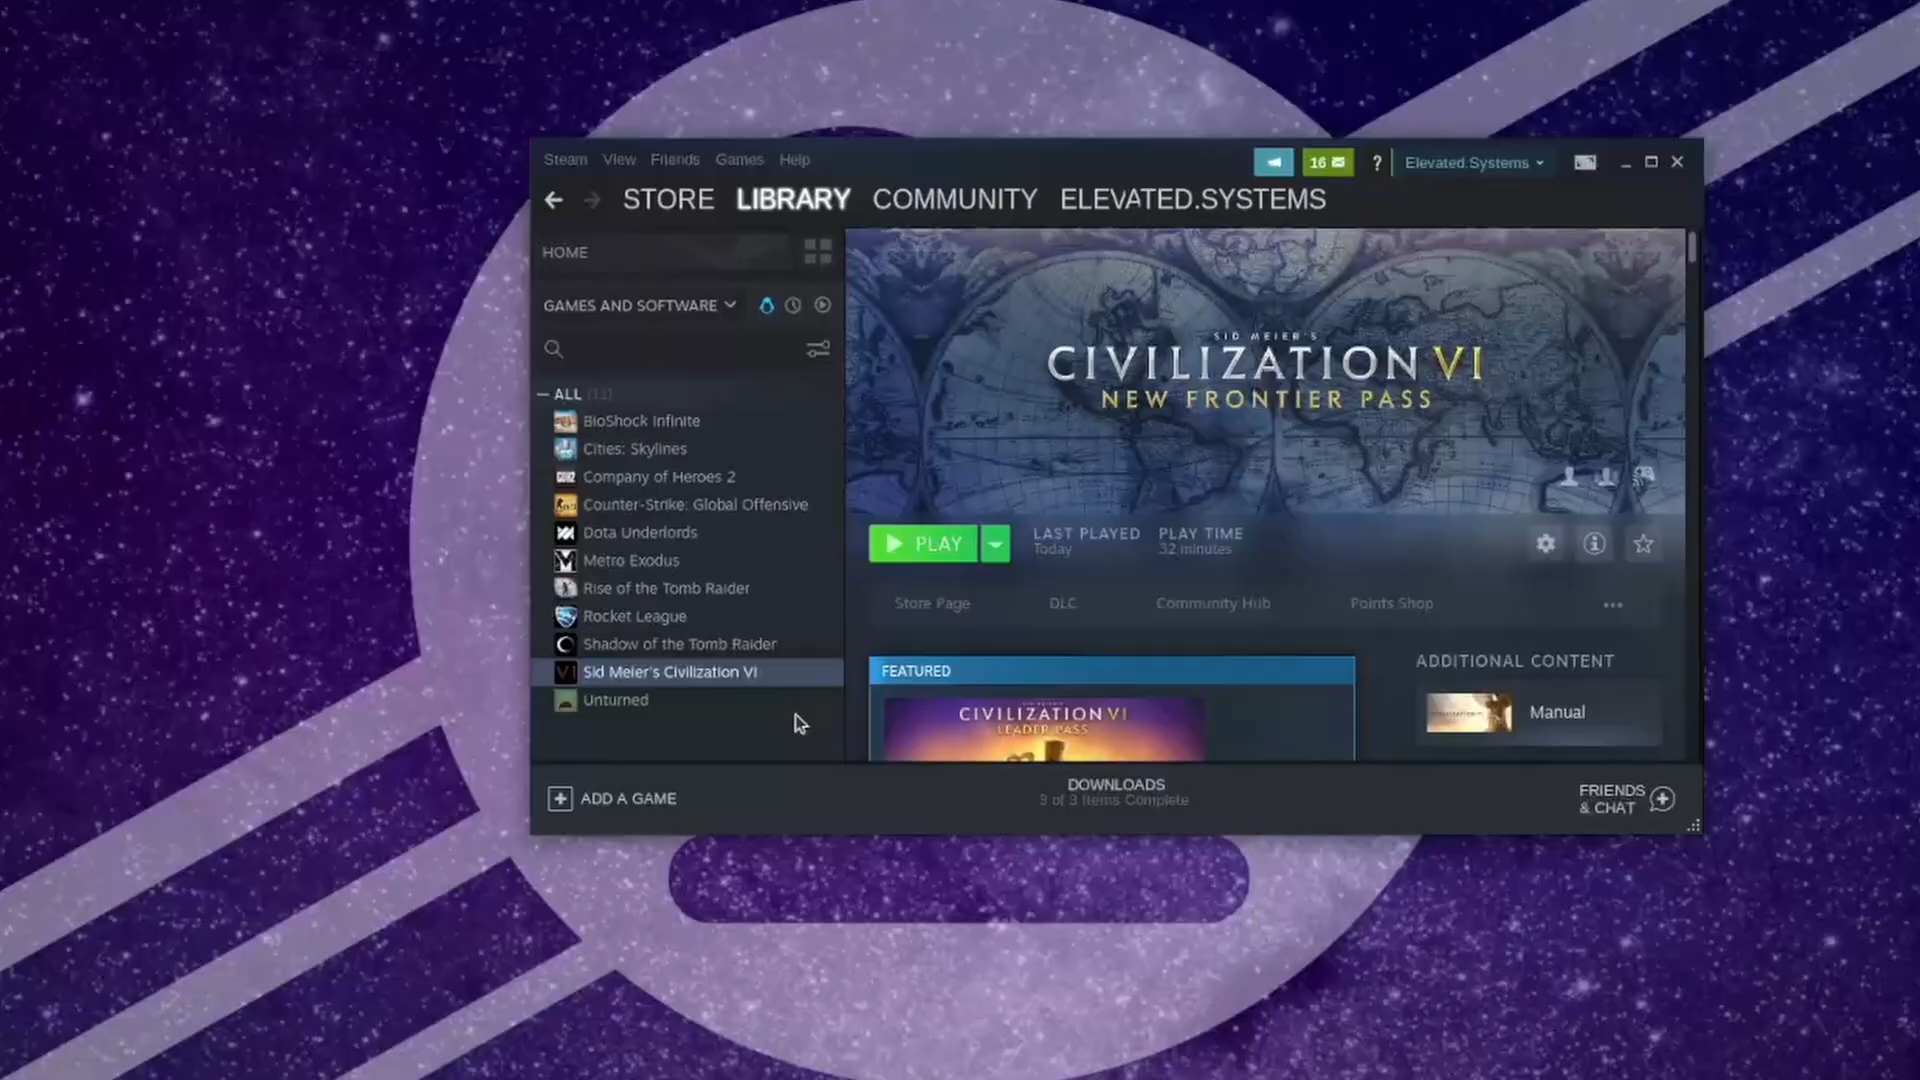 Steam View Friends Games Help
16 ? Elevated.Systems
STORE LIBRARY COMMUNITY ELEVATED.SYSTEMS
HOME
GAMES AND SOFTWARE
ALL (11)
BioShock Infinite
Cities: Skylines
Company of Heroes 2
Counter-Strike: Global Offensive
Dota Underlords
Metro Exodus
Rise of the Tomb Raider
Rocket League
Shadow of the Tomb Raider
Sid Meier's Civilization VI
Unturned
SID MEIER'S
CIVILIZATION VI
NEW FRONTIER PASS
PLAY
LAST PLAYED
Today
PLAY TIME
32 minutes
Store Page DLC Community Hub Points Shop
FEATURED
CIVILIZATION VI
LEADER PASS
ADDITIONAL CONTENT
Manual
ADD A GAME
DOWNLOADS
3 of 3 Items Complete
FRIENDS
& CHAT